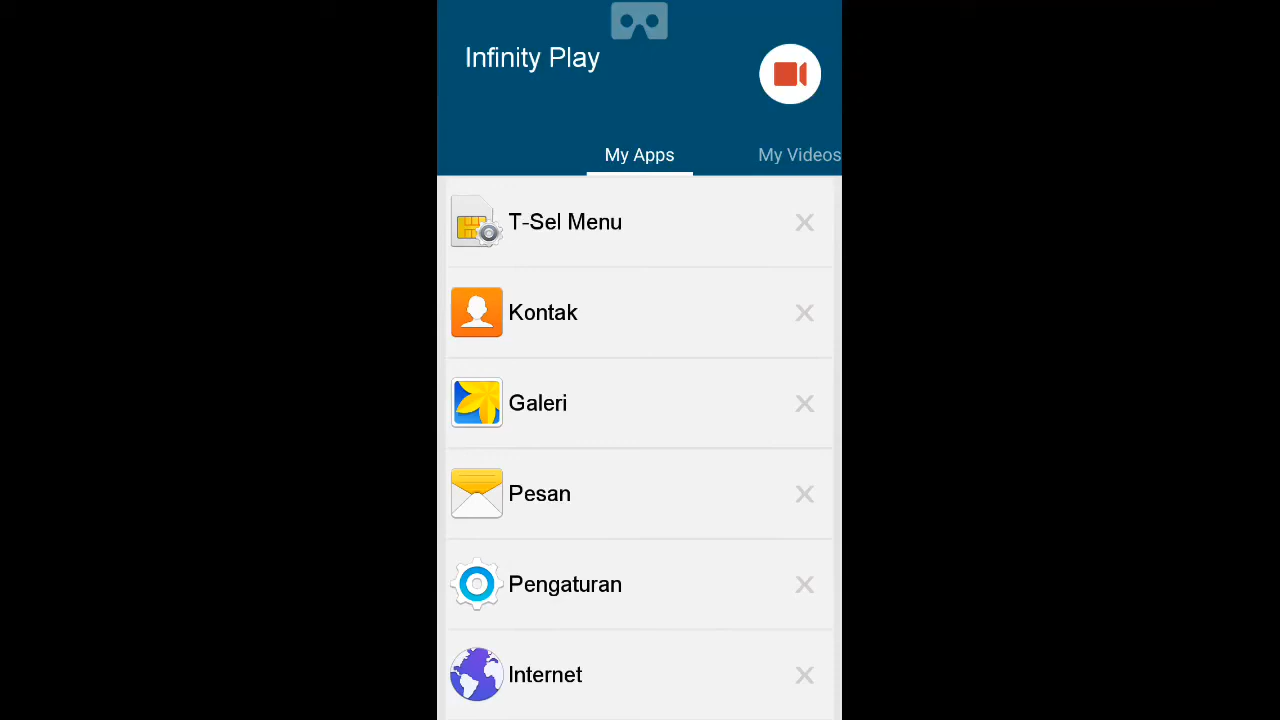 Infinity Play
My Apps
My Videos
T-Sel Menu
Kontak
Galeri
Pesan
Pengaturan
Internet